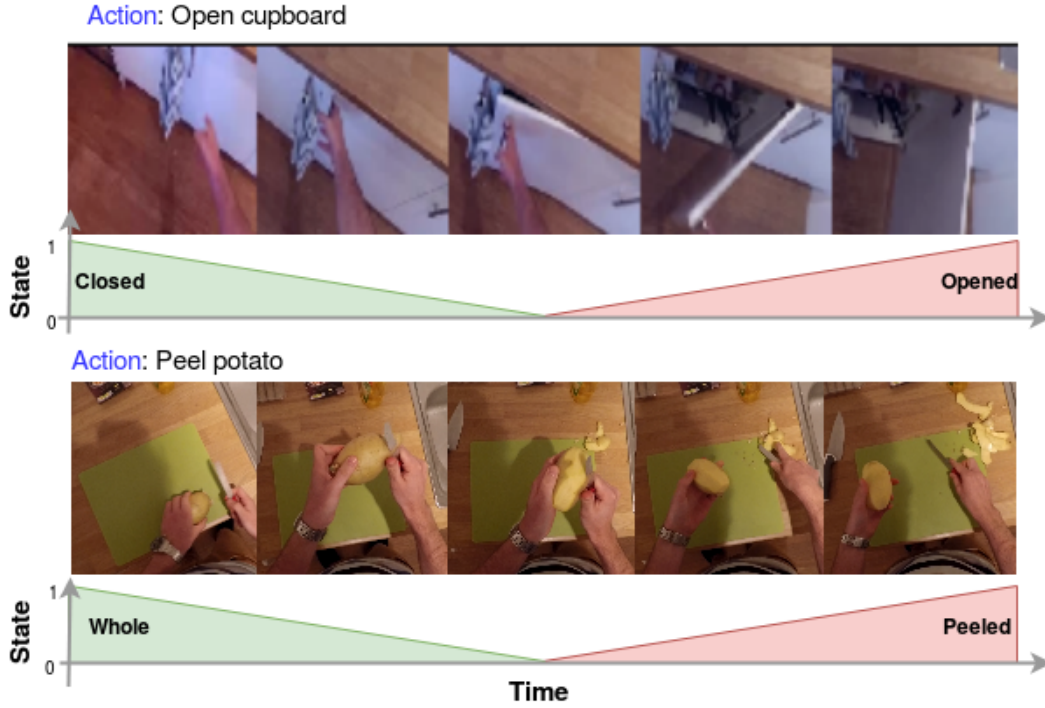 Action: Open cupboard
State
1
0
Closed
Opened
Action: Peel potato
State
1
0
Whole
Peeled
Time